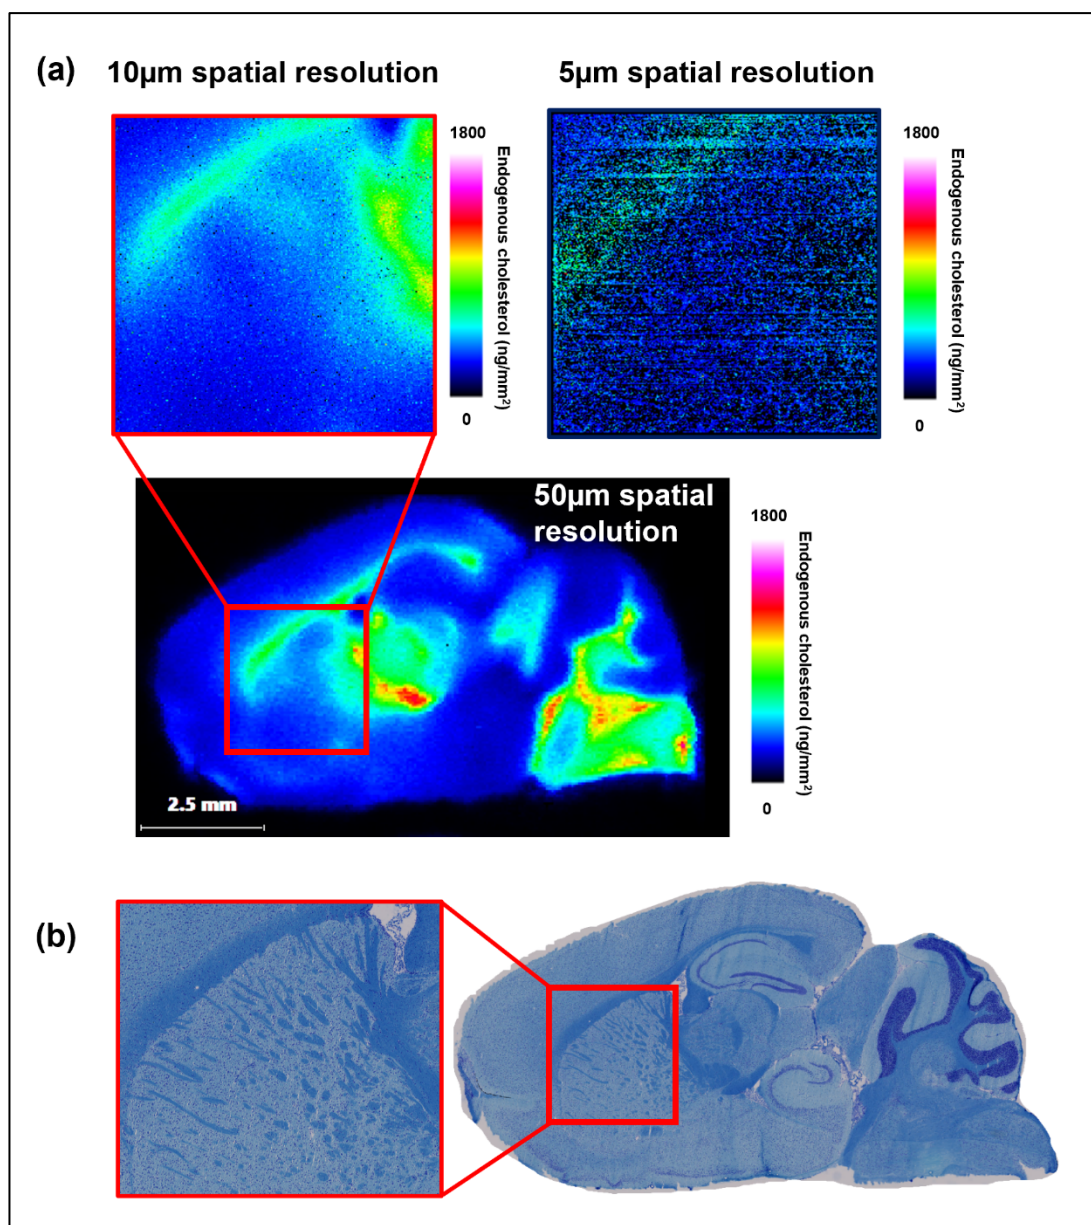 (a)
10µm spatial resolution
5µm spatial resolution
1800
Endogenous cholesterol (ng/mm²)
0
1800
Endogenous cholesterol (ng/mm²)
0
50µm spatial
resolution
1800
Endogenous cholesterol (ng/mm²)
0
2.5 mm
(b)